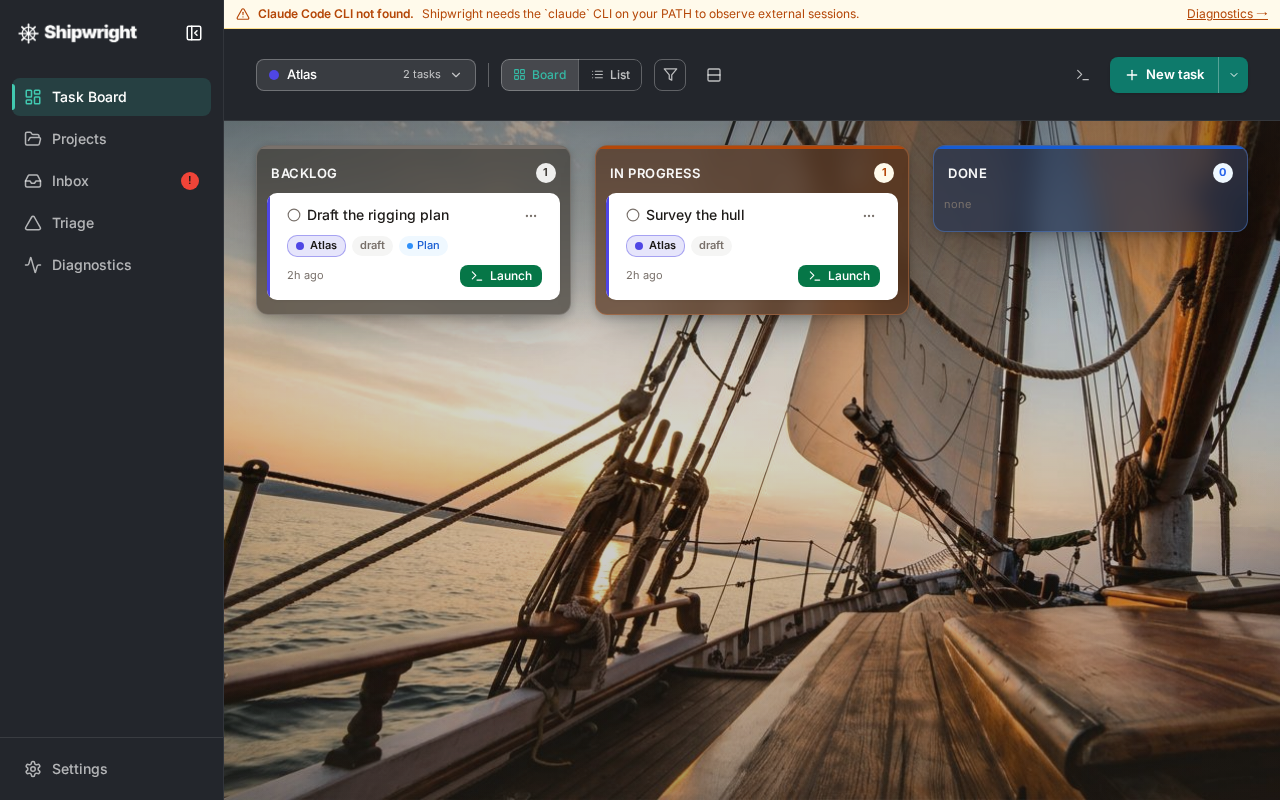 Claude Code CLI not found. Shipwright needs the `claude` CLI on your PATH to observe external sessions. Diagnostics →
Shipwright
Task Board
Projects
Inbox !
Triage
Diagnostics
Settings
Atlas 2 tasks
Board List
New task
BACKLOG 1
Draft the rigging plan ...
Atlas draft Plan
2h ago Launch
IN PROGRESS 1
Survey the hull ...
Atlas draft
2h ago Launch
DONE 0
none